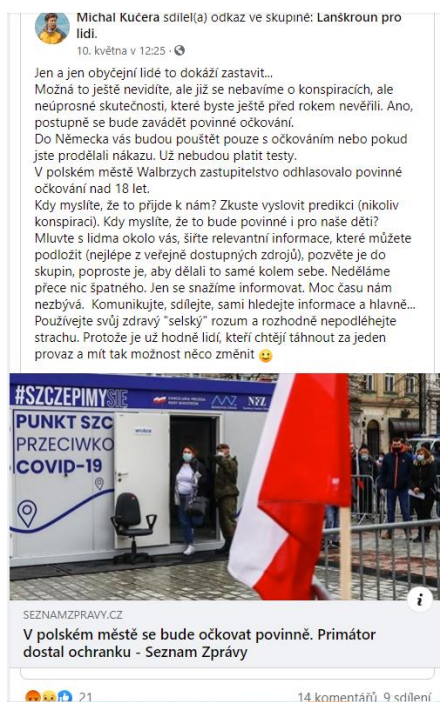 Michal Kučera sdílel(a) odkaz ve skupině: Lanškroun pro
lidi.
10. května v 12:25 ·
Jen a jen obyčejní lidé to dokáží zastavit...
Možná to ještě nevidíte, ale již se nebavíme o konspiracích, ale
neúprosné skutečnosti, které byste ještě před rokem nevěřili. Ano,
postupně se bude zavádět povinné očkování.
Do Německa vás budou pouštět pouze s očkováním nebo pokud
jste prodělali nákazu. Už nebudou platit testy.
V polském městě Walbrzych zastupitelstvo odhlasovalo povinné
očkování nad 18 let.
Kdy myslíte, že to přijde k nám? Zkuste vyslovit predikci (nikoliv
konspiraci). Kdy myslíte, že to bude povinné i pro naše děti?
Mluvte s lidma okolo vás, šiřte relevantní informace, které můžete
podložit (nejlépe z veřejně dostupných zdrojů), pozvěte je do
skupin, poproste je, aby dělali to samé kolem sebe. Neděláme
přece nic špatného. Jen se snažíme informovat. Moc času nám
nezbývá. Komunikujte, sdílejte, sami hledejte informace a hlavně...
Používejte svůj zdravý "selský" rozum a rozhodně nepodléhejte
strachu. Protože je už hodně lidí, kteří chtějí táhnout za jeden
provaz a mít tak možnost něco změnit 🙂
#SZCZEPIMYSIĘ
PUNKT SZC
PRZECIWKO
COVID-19
NFZ
SEZNAMZPRAVY.CZ
V polském městě se bude očkovat povinně. Primátor
dostal ochranku - Seznam Zprávy
21
14 komentářů 9 sdílení